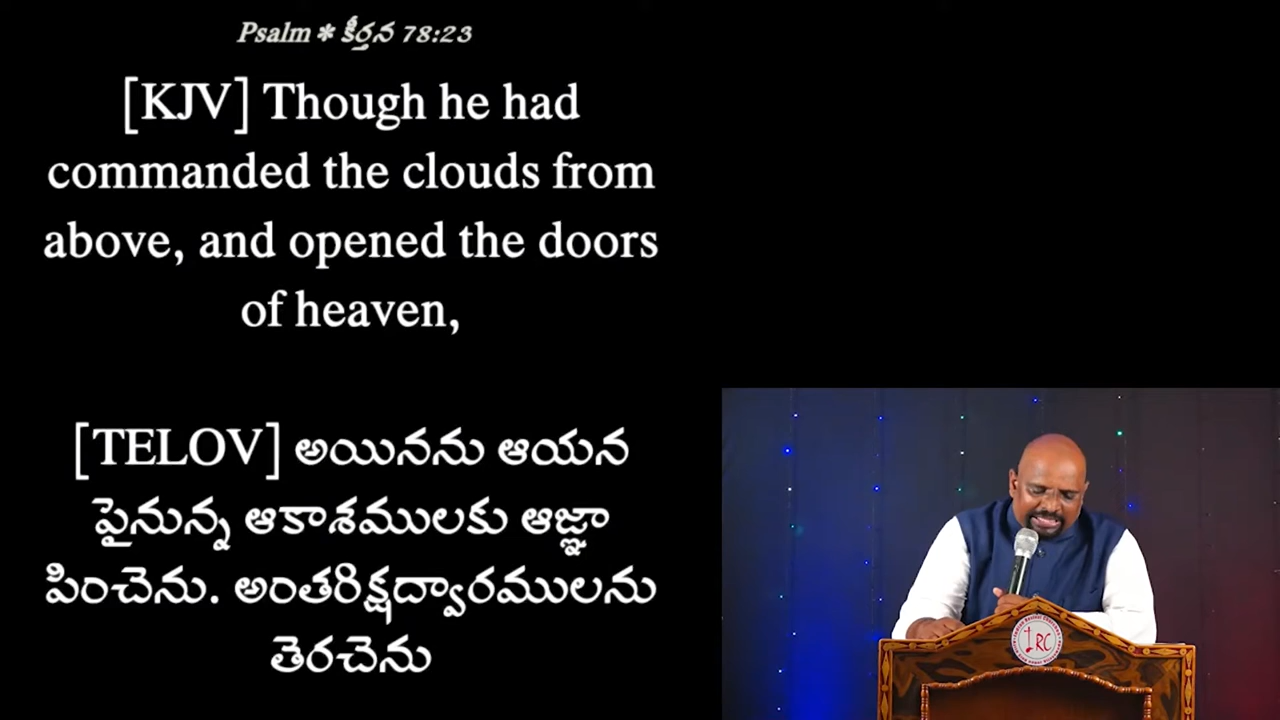 Psalm * కీర్తన 78:23
[KJV] Though he had
commanded the clouds from
above, and opened the doors
of heaven,
[TELOV] అయినను ఆయన
పైనున్న ఆకాశములకు ఆజ్ఞా
పించెను. అంతరిక్షద్వారములను
తెరచెను
IRC